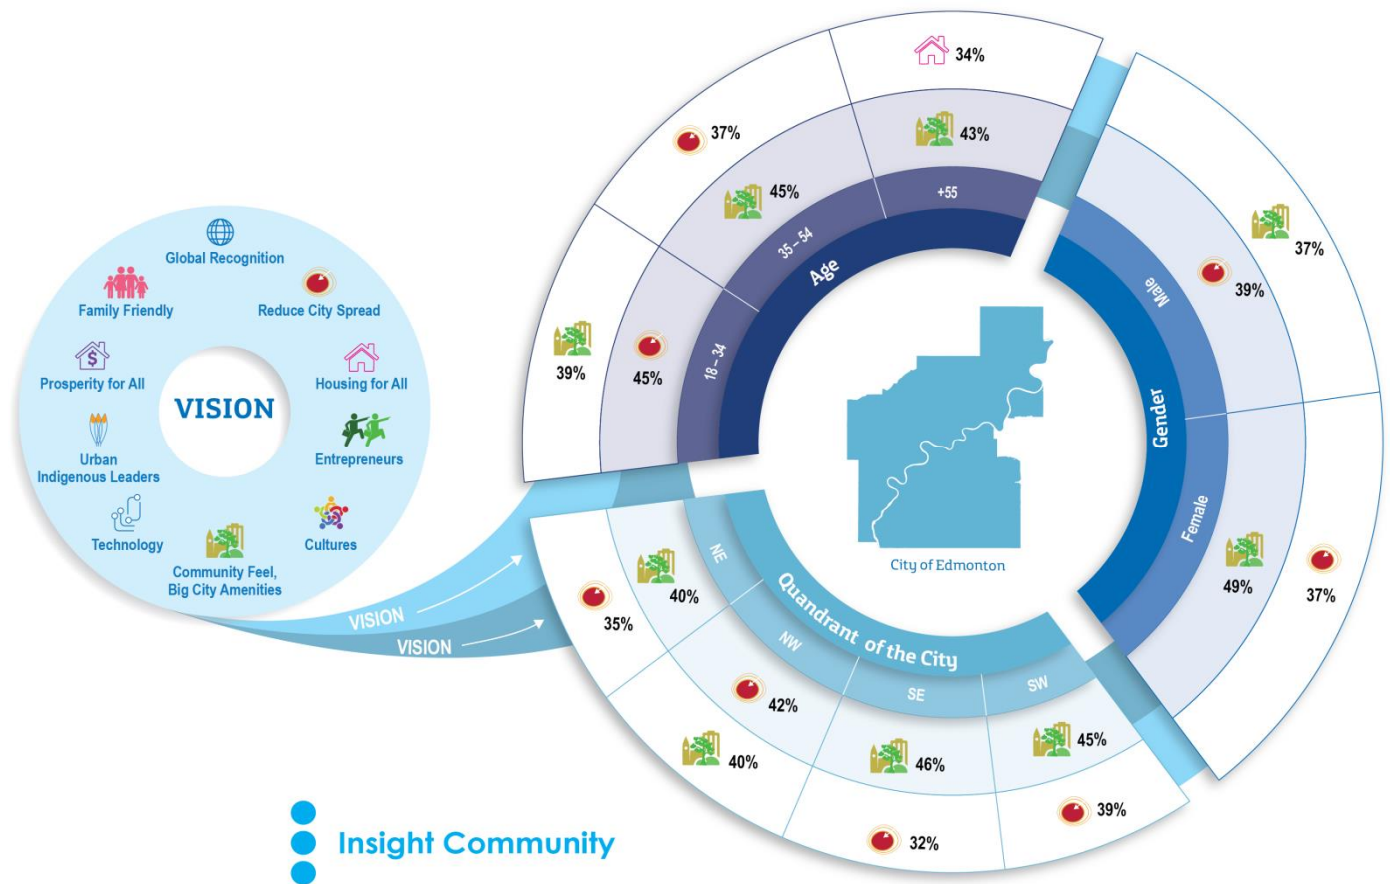 VISION
Global Recognition
Family Friendly
Reduce City Spread
$
Prosperity for All
Housing for All
Urban
Indigenous Leaders
Entrepreneurs
Technology
Cultures
Community Feel,
Big City Amenities
VISION
VISION
Age
18 – 34
45%
39%
35 – 54
45%
37%
+55
43%
34%
Gender
Male
39%
37%
Female
49%
37%
Quandrant of the City
NE
40%
35%
NW
42%
40%
SE
46%
32%
SW
45%
39%
City of Edmonton
Insight Community